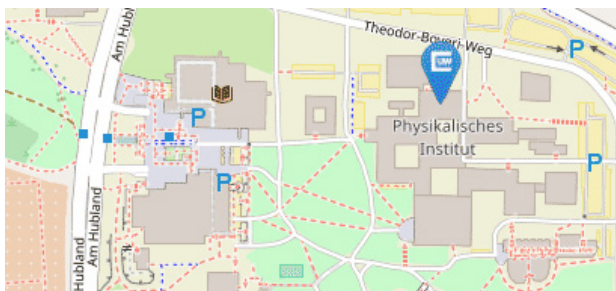 Theodor-Boveri-Weg
Am Hubland
P
P
Physikalisches
Institut
P
P
Am Hubland
Hubland